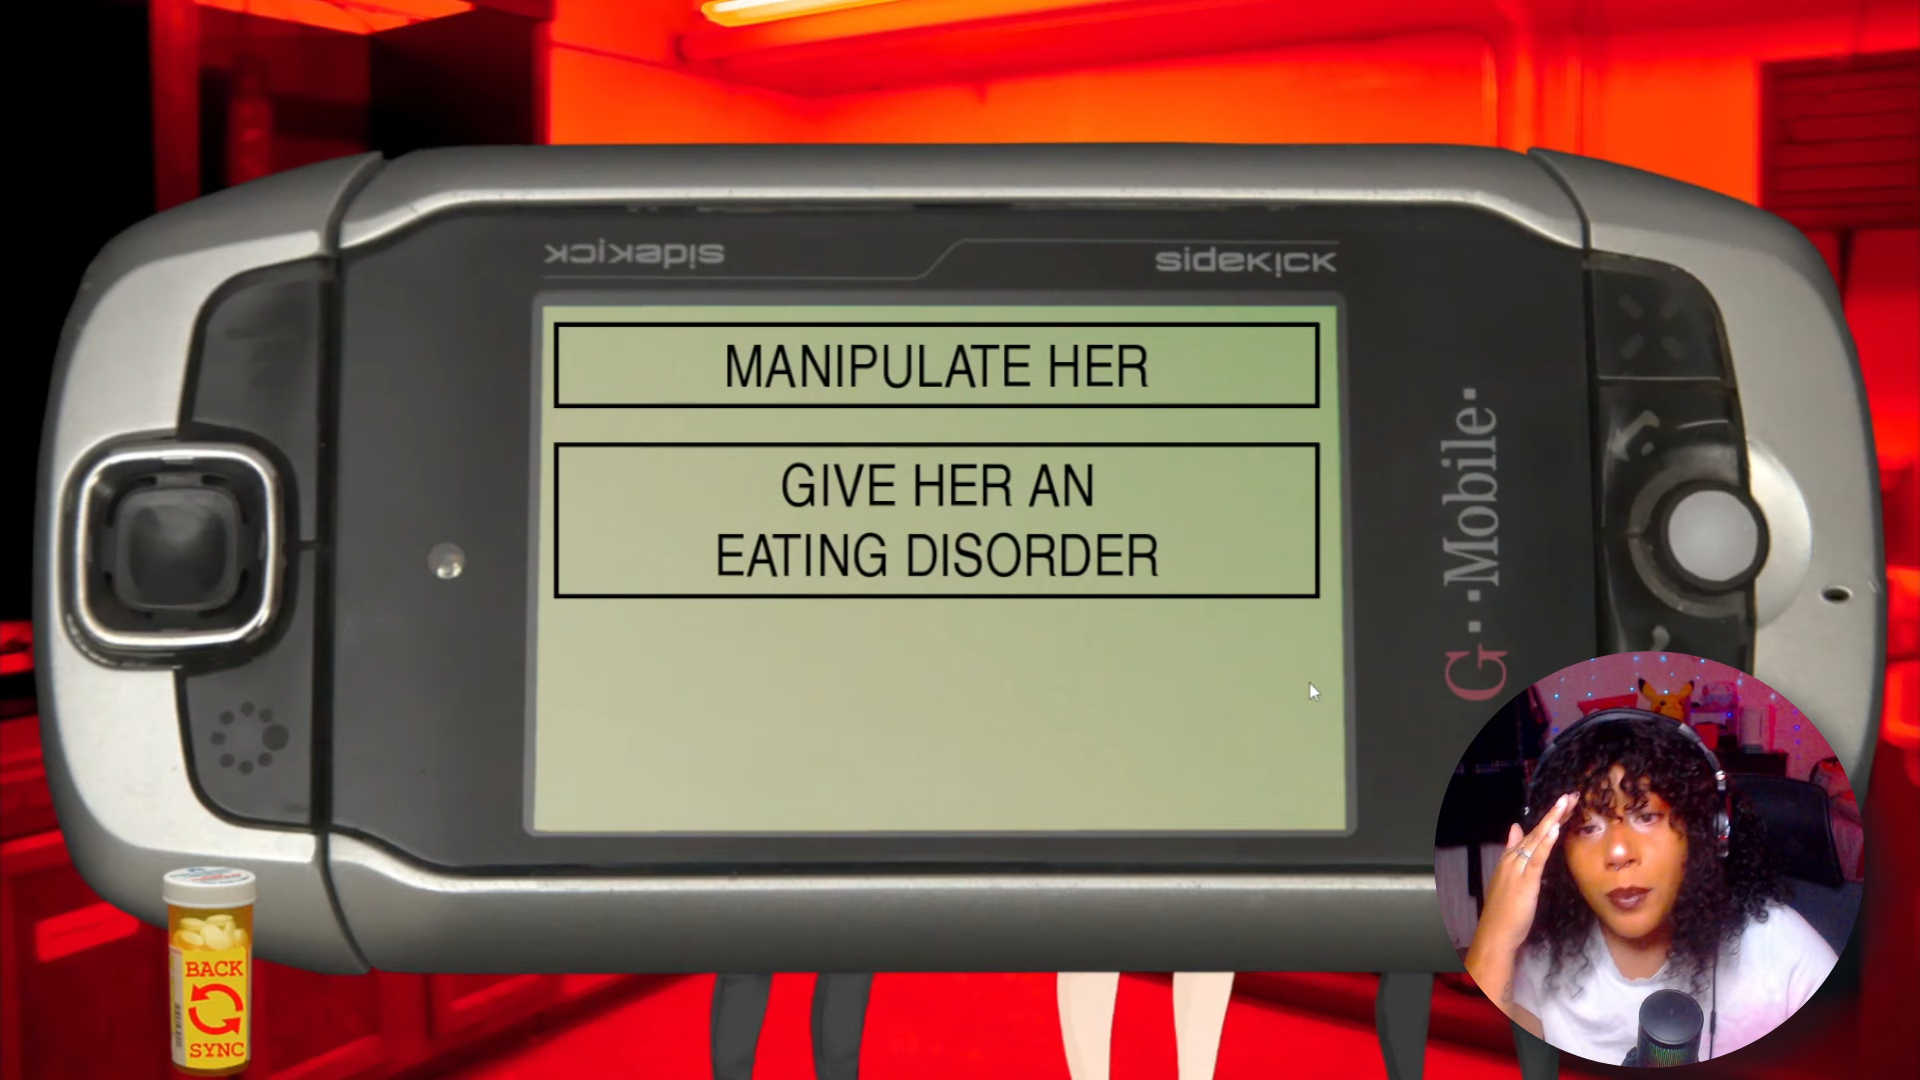 sidekick
sidekick
MANIPULATE HER
GIVE HER AN
EATING DISORDER
G··Mobile·
BACK
SYNC